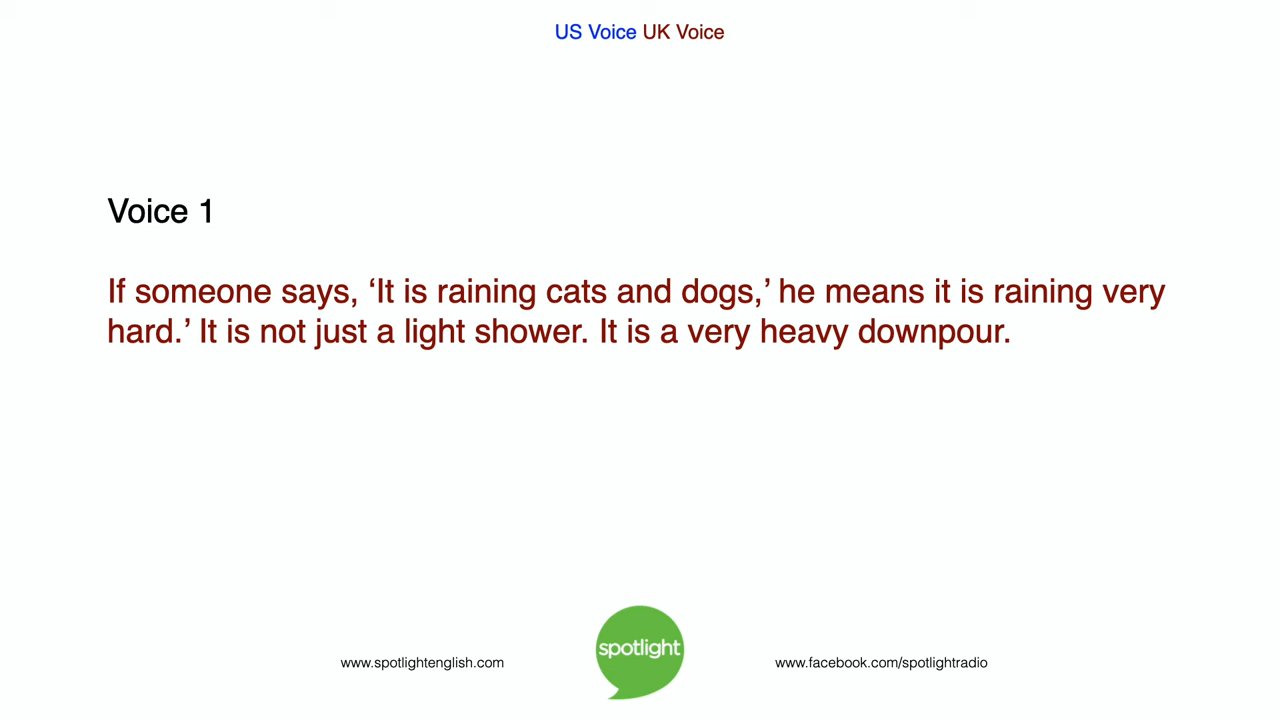 US Voice UK Voice
Voice 1
If someone says, ‘It is raining cats and dogs,’ he means it is raining very
hard.’ It is not just a light shower. It is a very heavy downpour.
spotlight
www.spotlightenglish.com
www.facebook.com/spotlightradio